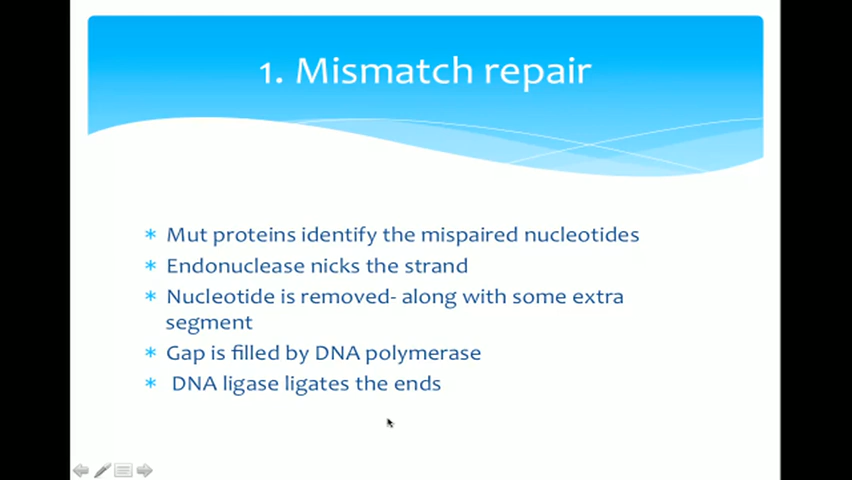 1. Mismatch repair
* Mut proteins identify the mispaired nucleotides
* Endonuclease nicks the strand
* Nucleotide is removed- along with some extra
segment
* Gap is filled by DNA polymerase
* DNA ligase ligates the ends